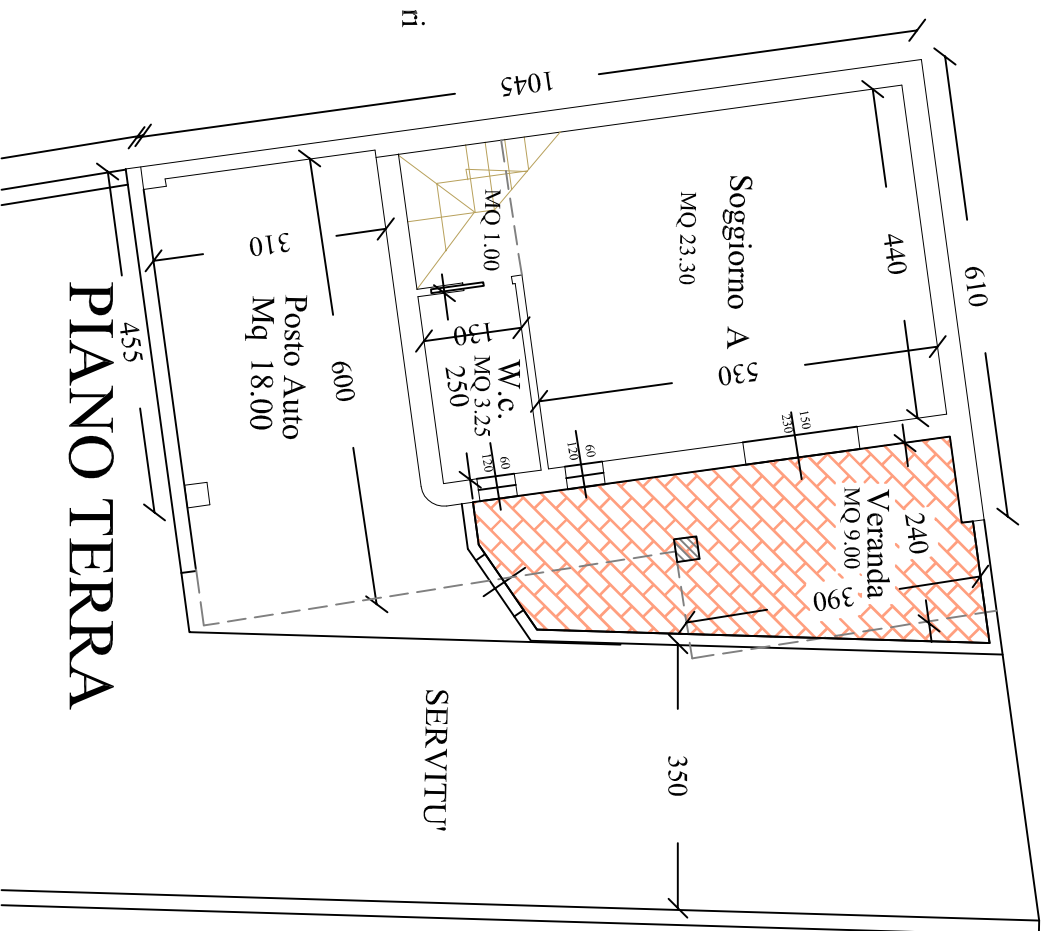 ri.
1045
610
440
Soggiorno A
MQ 23.30
530
MQ 1.00
130
W.c.
MQ 3.25
250
60
120
60
120
150
230
310
Posto Auto
Mq 18.00
600
455
Veranda
MQ 9.00
240
390
350
SERVITU'
PIANO TERRA